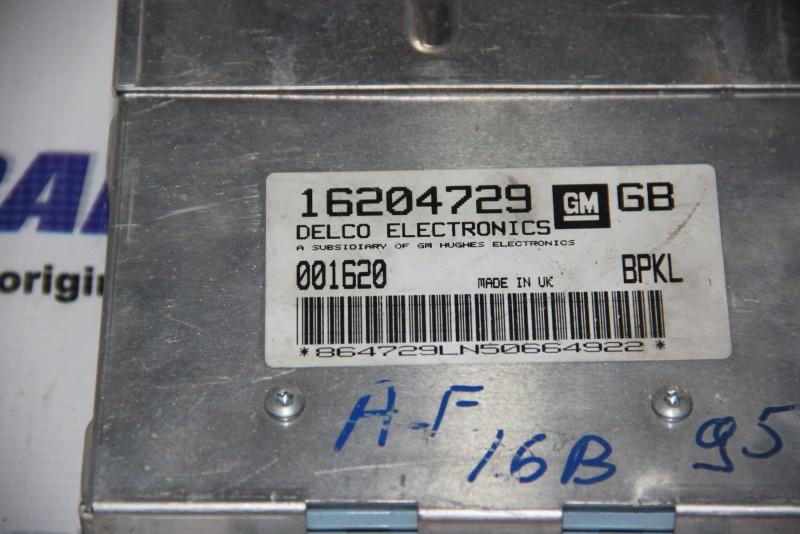 origin
16204729 GM GB
DELCO ELECTRONICS
A SUBSIDIARY OF GM HUGHES ELECTRONICS
001620 MADE IN UK BPKL
*864729LN50664922*
A-F
1.6B 95